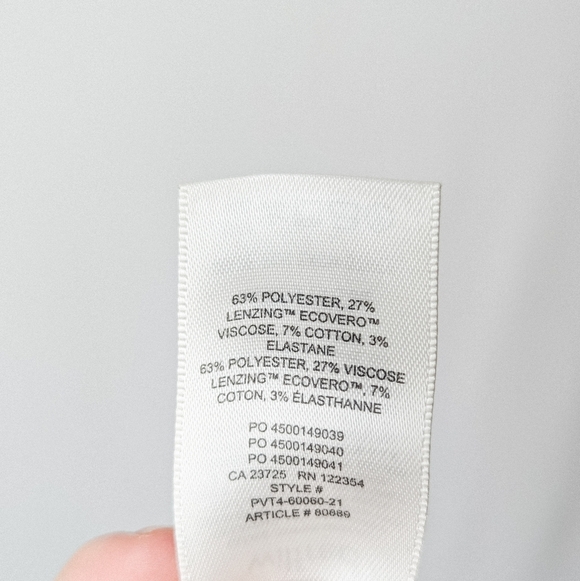 63% POLYESTER, 27%
LENZING™ ECOVERO™
VISCOSE, 7% COTTON, 3%
ELASTANE
63% POLYESTER, 27% VISCOSE
LENZING™ ECOVERO™, 7%
COTON, 3% ÉLASTHANNE
PO 4500149039
PO 4500149040
PO 4500149041
CA 23725 RN 122354
STYLE #
PVT4-60060-21
ARTICLE # 80889